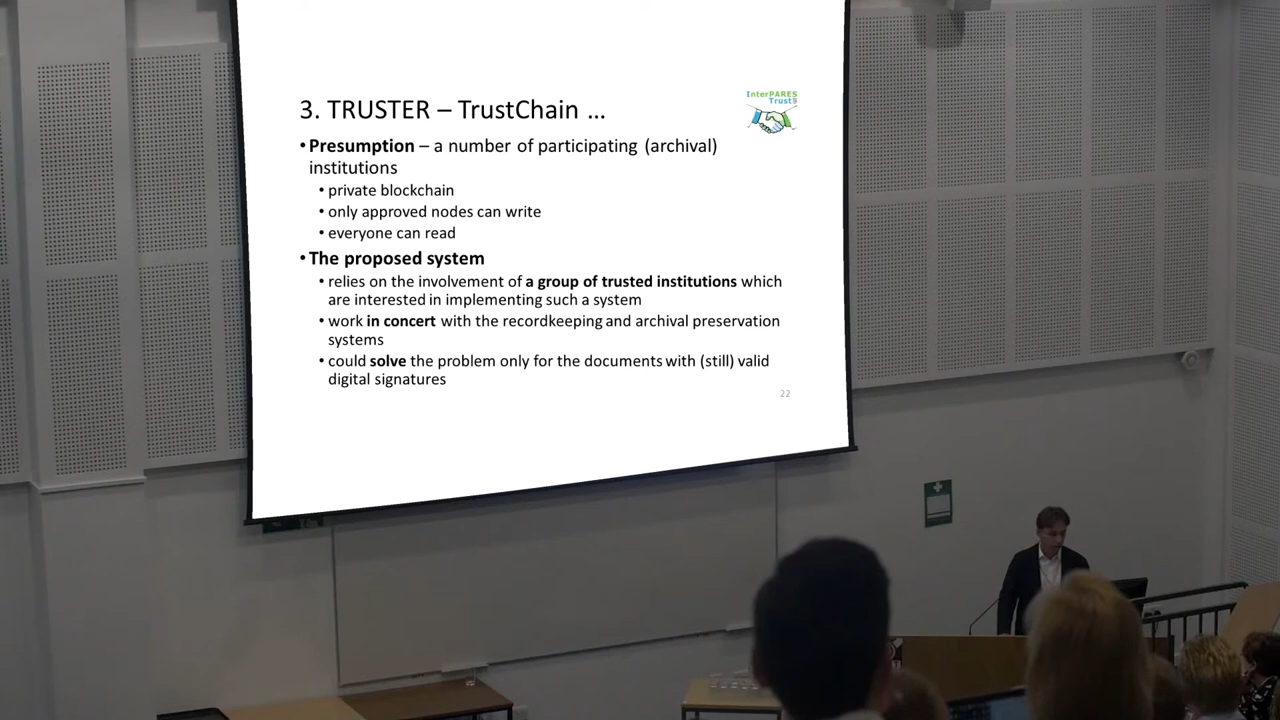 3. TRUSTER – TrustChain ...
InterPARES
Trust
• Presumption – a number of participating (archival)
institutions
• private blockchain
• only approved nodes can write
• everyone can read
• The proposed system
• relies on the involvement of a group of trusted institutions which
are interested in implementing such a system
• work in concert with the recordkeeping and archival preservation
systems
• could solve the problem only for the documents with (still) valid
digital signatures
22